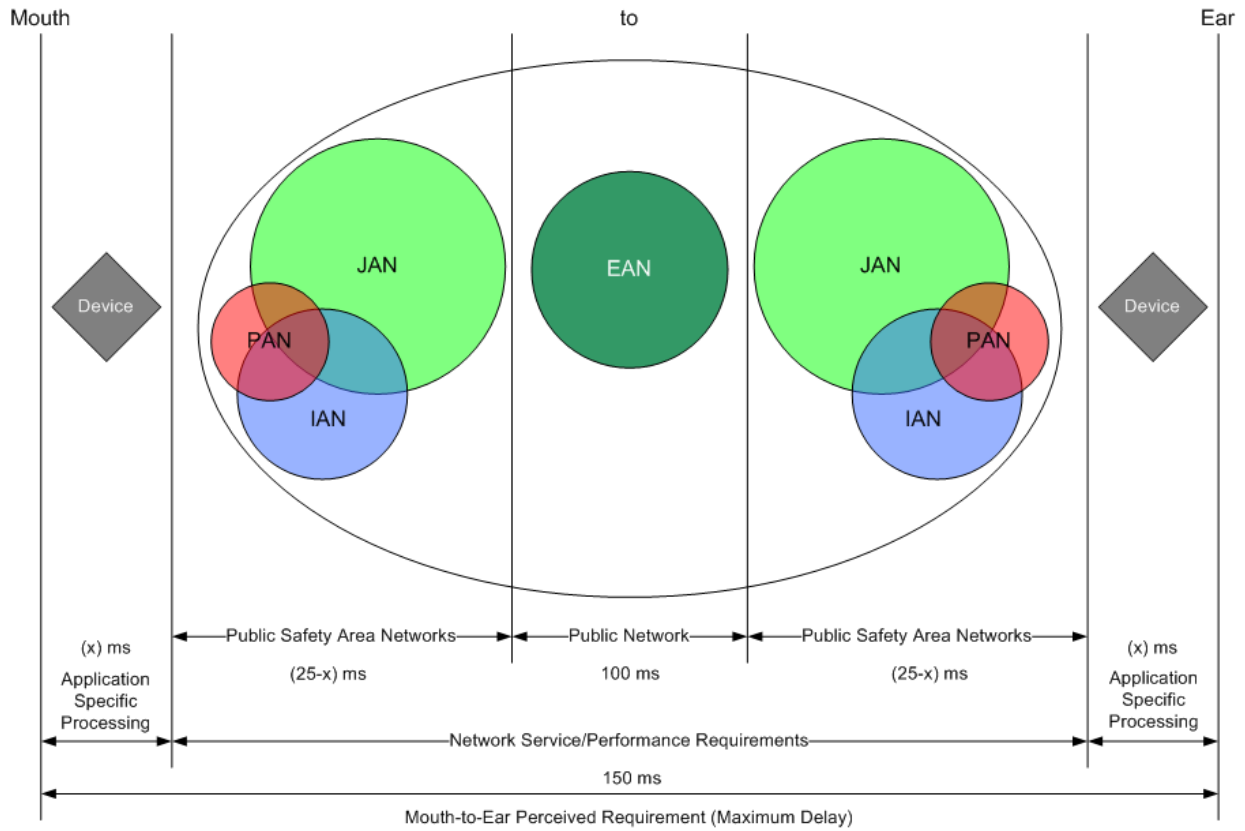 Mouth
to
Ear
JAN
EAN
JAN
Device
Device
PAN
PAN
IAN
IAN
Public Safety Area Networks
Public Network
Public Safety Area Networks
(x) ms
(25-x) ms
100 ms
(25-x) ms
(x) ms
Application
Specific
Processing
Application
Specific
Processing
Network Service/Performance Requirements
150 ms
Mouth-to-Ear Perceived Requirement (Maximum Delay)